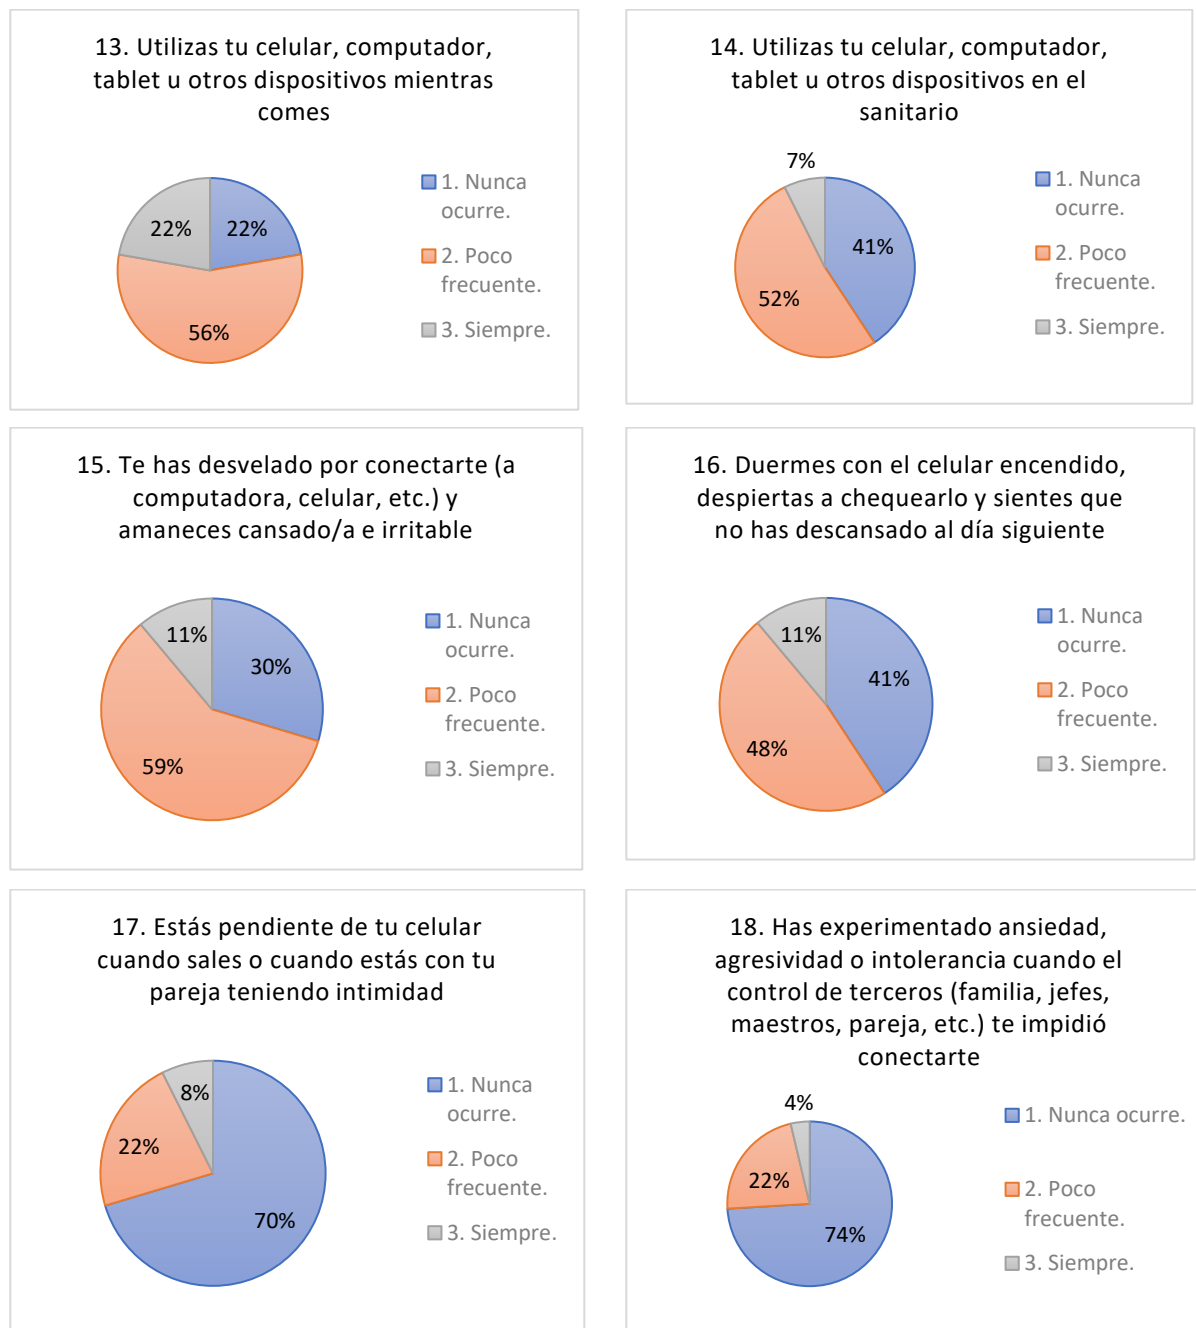 13. Utilizas tu celular, computador,
tablet u otros dispositivos mientras
comes
22%
22%
56%
1. Nunca
ocurre.
2. Poco
frecuente.
3. Siempre.
14. Utilizas tu celular, computador,
tablet u otros dispositivos en el
sanitario
7%
41%
52%
1. Nunca
ocurre.
2. Poco
frecuente.
3. Siempre.
15. Te has desvelado por conectarte (a
computadora, celular, etc.) y
amaneces cansado/a e irritable
11%
30%
59%
1. Nunca
ocurre.
2. Poco
frecuente.
3. Siempre.
16. Duermes con el celular encendido,
despiertas a chequearlo y sientes que
no has descansado al día siguiente
11%
41%
48%
1. Nunca
ocurre.
2. Poco
frecuente.
3. Siempre.
17. Estás pendiente de tu celular
cuando sales o cuando estás con tu
pareja teniendo intimidad
8%
22%
70%
1. Nunca
ocurre.
2. Poco
frecuente.
3. Siempre.
18. Has experimentado ansiedad,
agresividad o intolerancia cuando el
control de terceros (familia, jefes,
maestros, pareja, etc.) te impidió
conectarte
4%
22%
74%
1. Nunca ocurre.
2. Poco
frecuente.
3. Siempre.